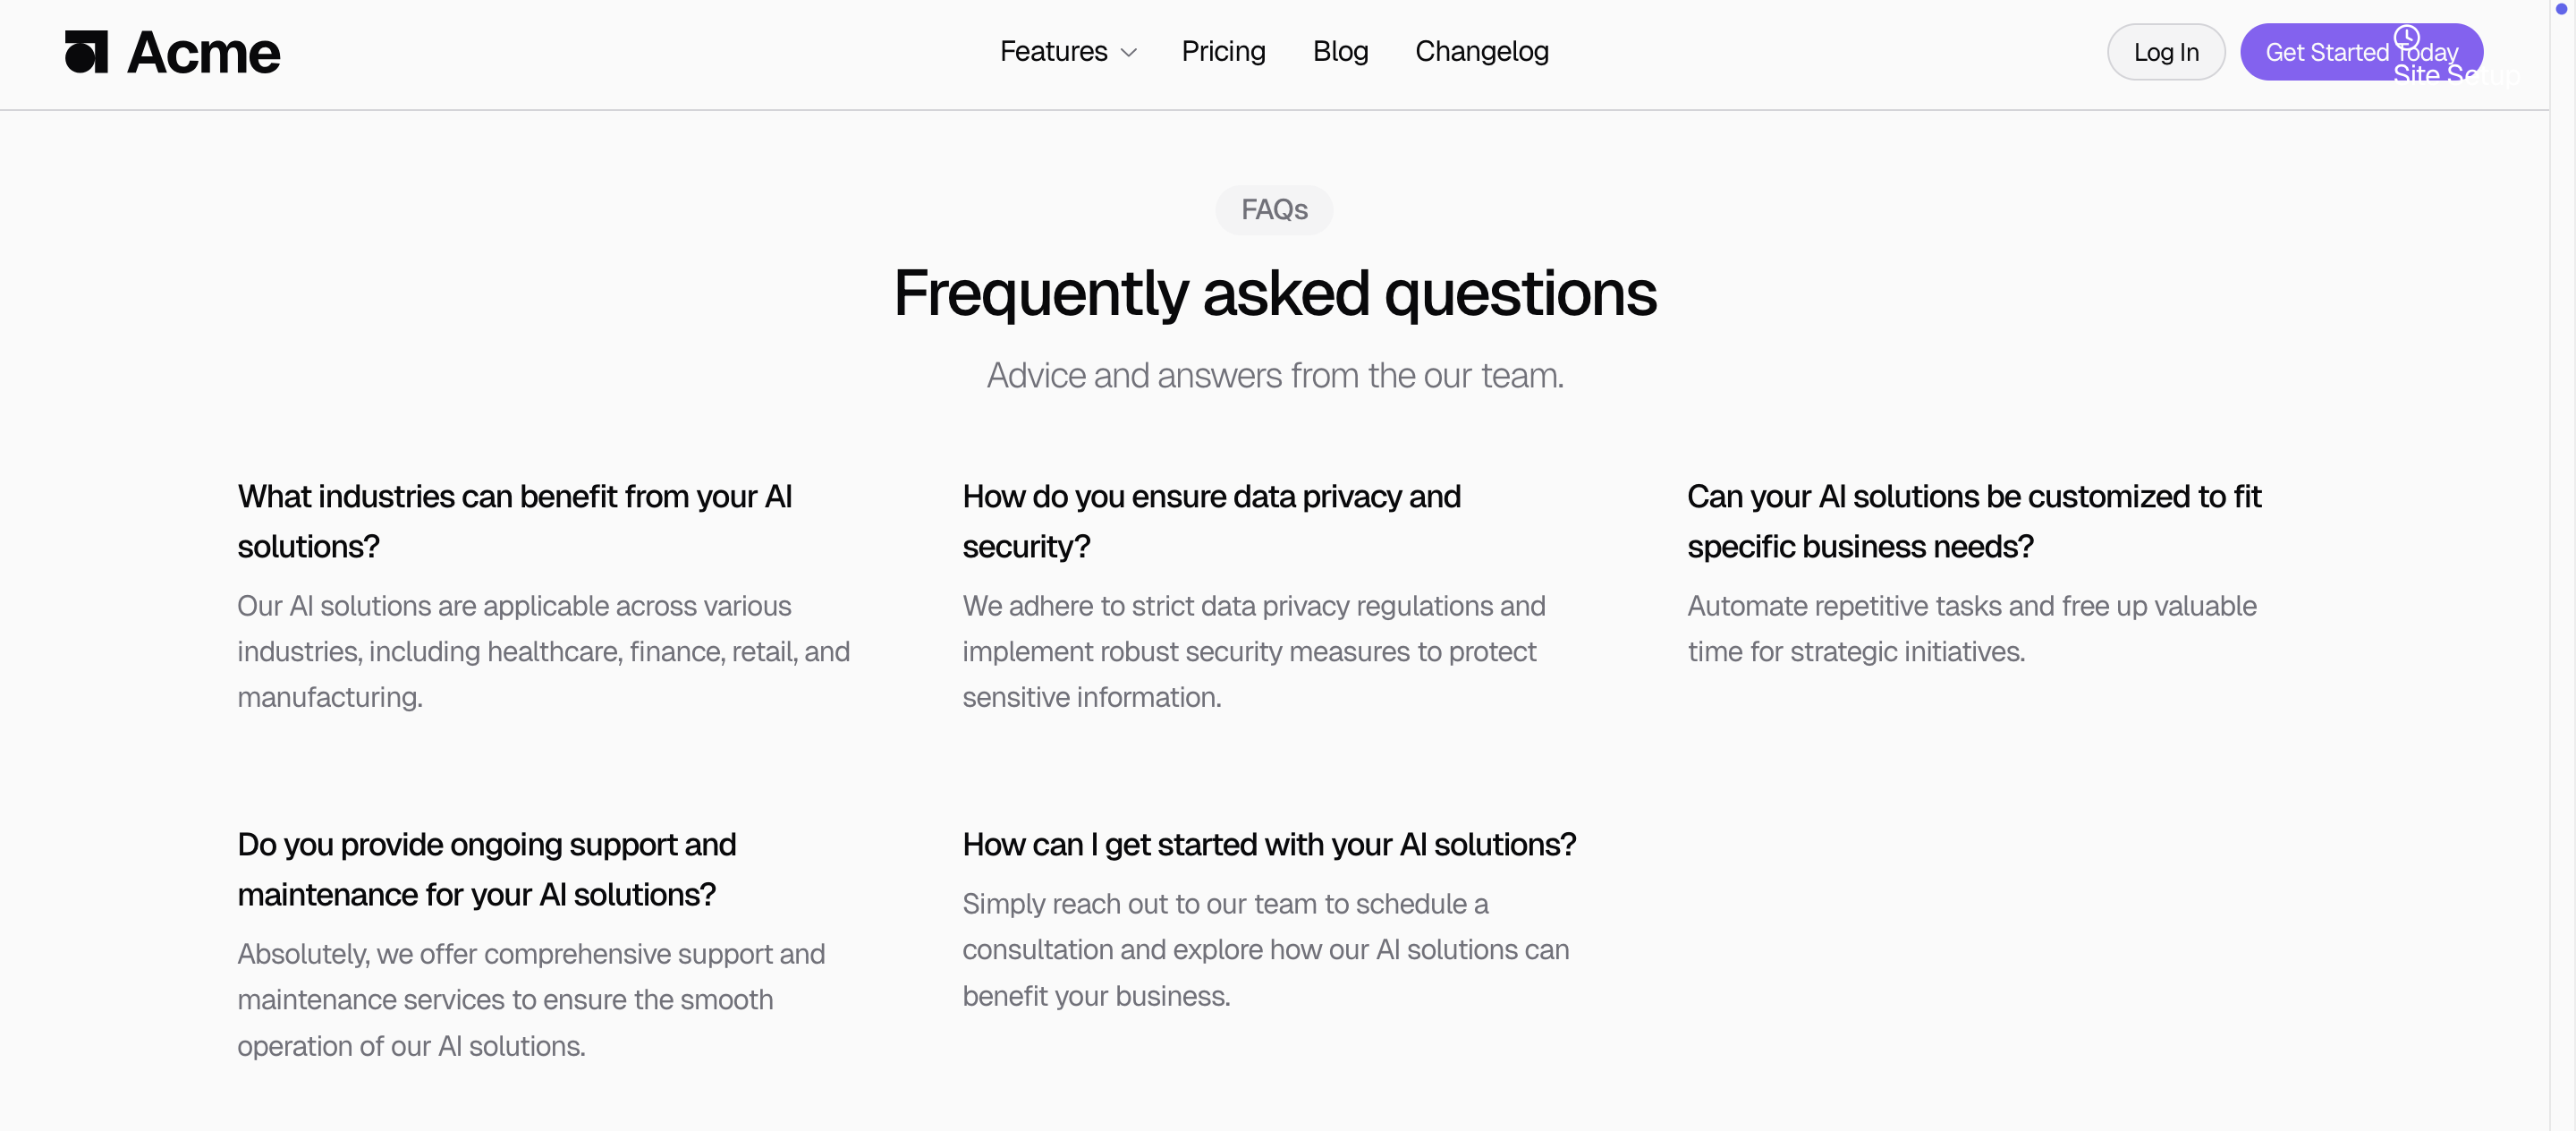 Acme
Features
Pricing
Blog
Changelog
Log In
Get Started Today
Site Setup
FAQs
Frequently asked questions
Advice and answers from the our team.
What industries can benefit from your AI
solutions?
Our AI solutions are applicable across various
industries, including healthcare, finance, retail, and
manufacturing.
How do you ensure data privacy and
security?
We adhere to strict data privacy regulations and
implement robust security measures to protect
sensitive information.
Can your AI solutions be customized to fit
specific business needs?
Automate repetitive tasks and free up valuable
time for strategic initiatives.
Do you provide ongoing support and
maintenance for your AI solutions?
Absolutely, we offer comprehensive support and
maintenance services to ensure the smooth
operation of our AI solutions.
How can I get started with your AI solutions?
Simply reach out to our team to schedule a
consultation and explore how our AI solutions can
benefit your business.